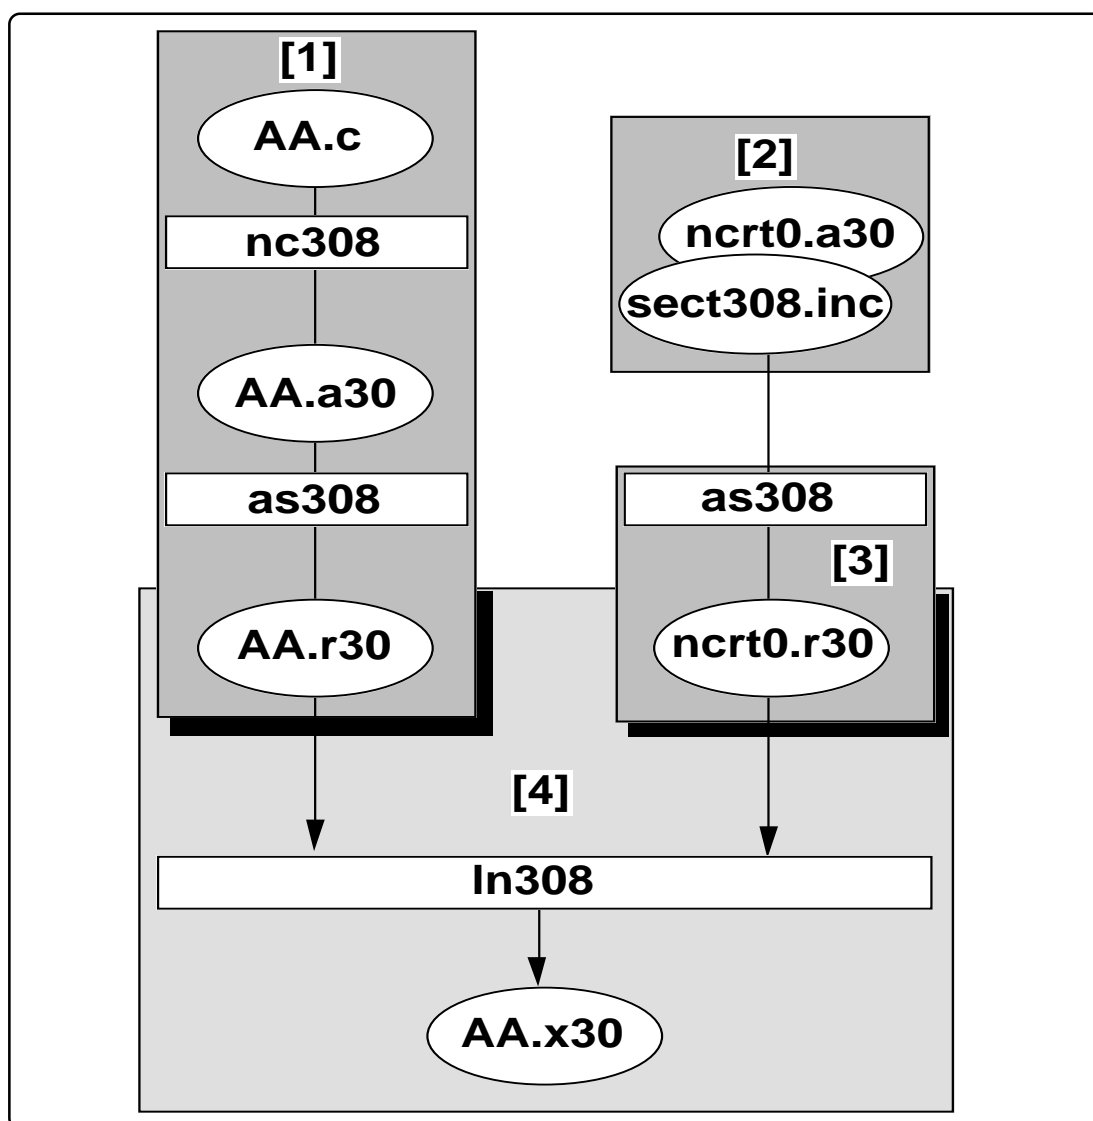 [1]
AA.c
nc308
AA.a30
as308
AA.r30
[2]
ncrt0.a30
sect308.inc
as308
[3]
ncrt0.r30
[4]
ln308
AA.x30